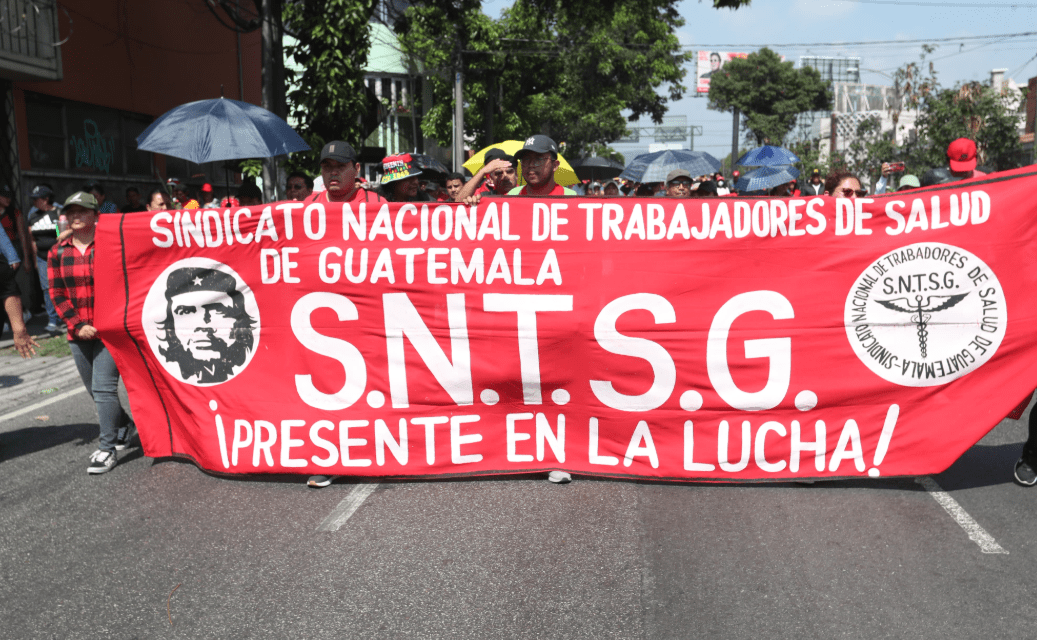 SINDICATO NACIONAL DE TRABAJADORES DE SALUD
DE GUATEMALA
S.N.T.S.G.
¡PRESENTE EN LA LUCHA!
SINDICATO NACIONAL DE TRABADORES DE SALUD DE GUATEMALA-
S.N.T.S.G.